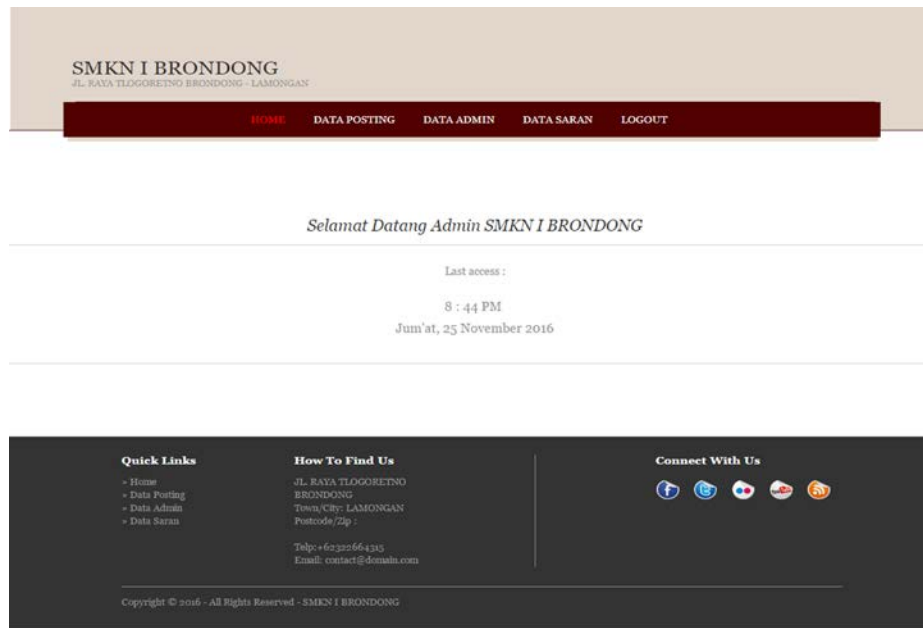 SMKN I BRONDONG
JL. RAYA TLOGORETNO BRONDONG - LAMONGAN
HOME DATA POSTING DATA ADMIN DATA SARAN LOGOUT
Selamat Datang Admin SMKN I BRONDONG
Last access :
8 : 44 PM
Jum'at, 25 November 2016
Quick Links
» Home
» Data Posting
» Data Admin
» Data Saran
How To Find Us
JL. RAYA TLOGORETNO
BRONDONG
Town/City: LAMONGAN
Postcode/Zip :
Telp:+62322664315
Email: contact@domain.com
Connect With Us
Copyright © 2016 - All Rights Reserved - SMKN I BRONDONG